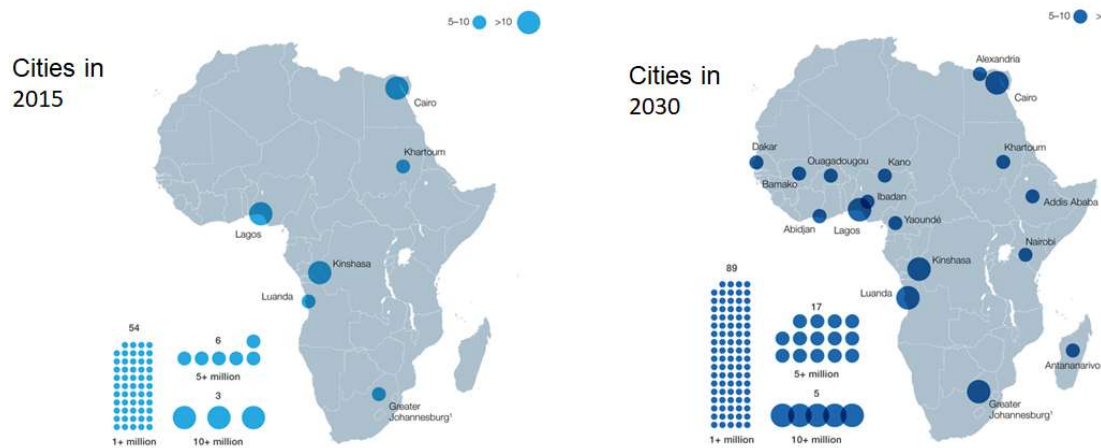 5–10 >10
Cities in
2015
Cairo
Khartoum
Lagos
Kinshasa
Luanda
54
6
5+ million
3
1+ million
10+ million
Greater
Johannesburg¹
5–10 >
Cities in
2030
Alexandria
Cairo
Dakar
Ouagadougou
Kano
Khartoum
Bamako
Ibadan
Addis Ababa
Abidjan
Lagos
Yaoundé
Nairobi
Kinshasa
Luanda
89
17
5+ million
5
1+ million
10+ million
Antananarivo
Greater
Johannesburg¹